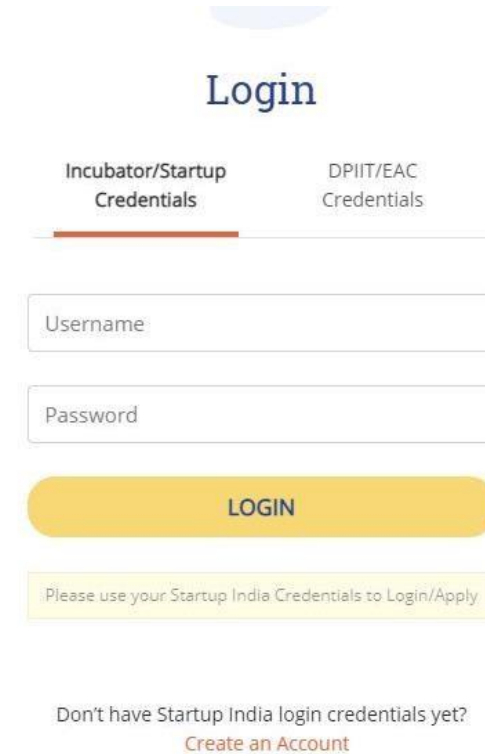 Login
Incubator/Startup DPIIT/EAC
Credentials Credentials
Username
Password
LOGIN
Please use your Startup India Credentials to Login/Apply
Don’t have Startup India login credentials yet?
Create an Account